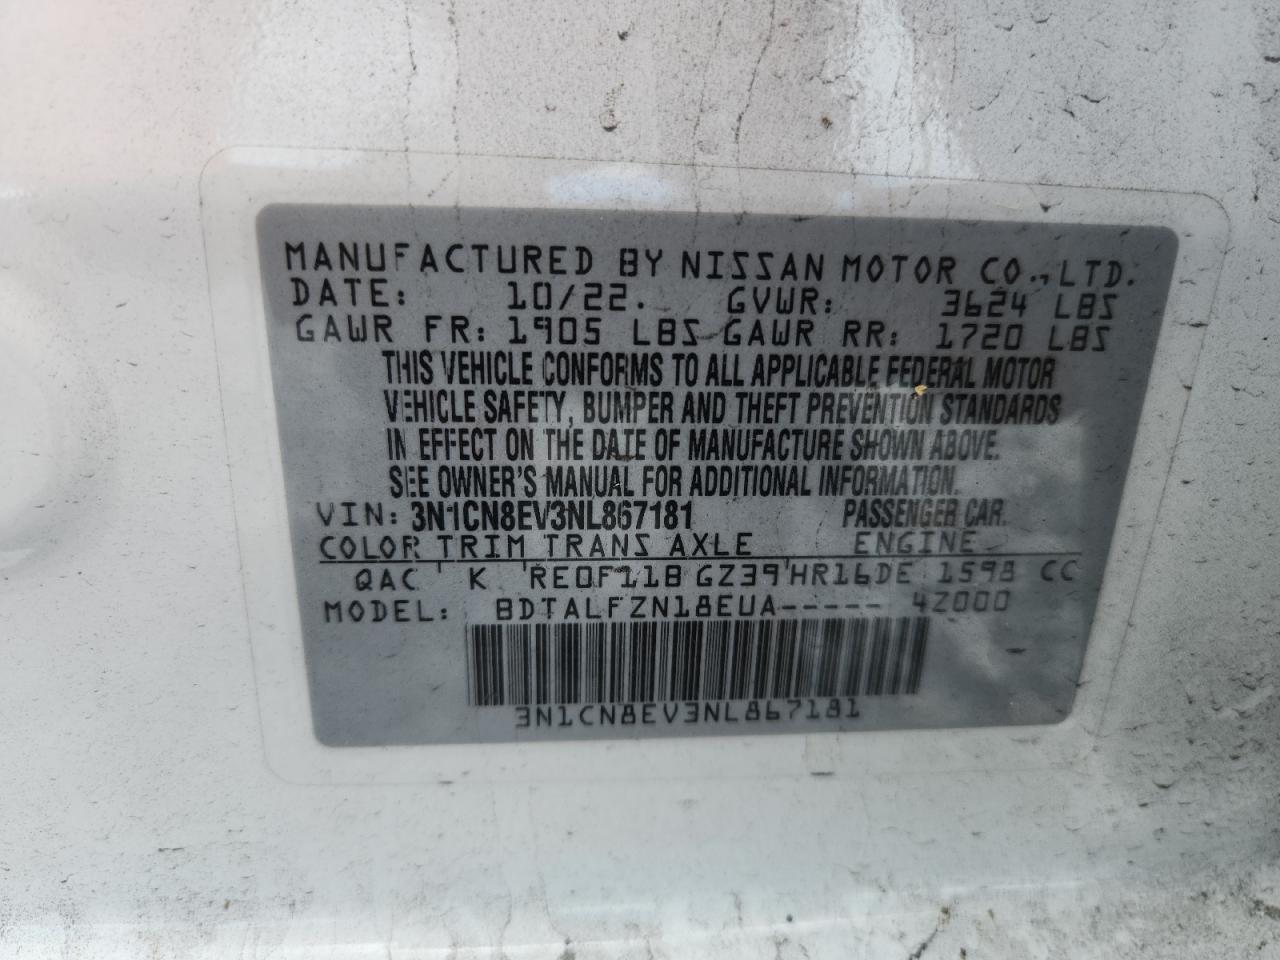 MANUFACTURED BY NISSAN MOTOR CO., LTD.
DATE: 10/22. GVWR: 3624 LBS
GAWR FR: 1905 LBS GAWR RR: 1720 LBS
THIS VEHICLE CONFORMS TO ALL APPLICABLE FEDERAL MOTOR
VEHICLE SAFETY, BUMPER AND THEFT PREVENTION STANDARDS
IN EFFECT ON THE DATE OF MANUFACTURE SHOWN ABOVE.
SEE OWNER'S MANUAL FOR ADDITIONAL INFORMATION.
VIN: 3N1CN8EV3NL867181 PASSENGER CAR.
COLOR TRIM TRANS AXLE ENGINE
QAC ' K 'RE0F11B GZ39'HR16DE 1598 CC
MODEL: BDTALFZN18EUA----- 4Z000
3N1CN8EV3NL867181